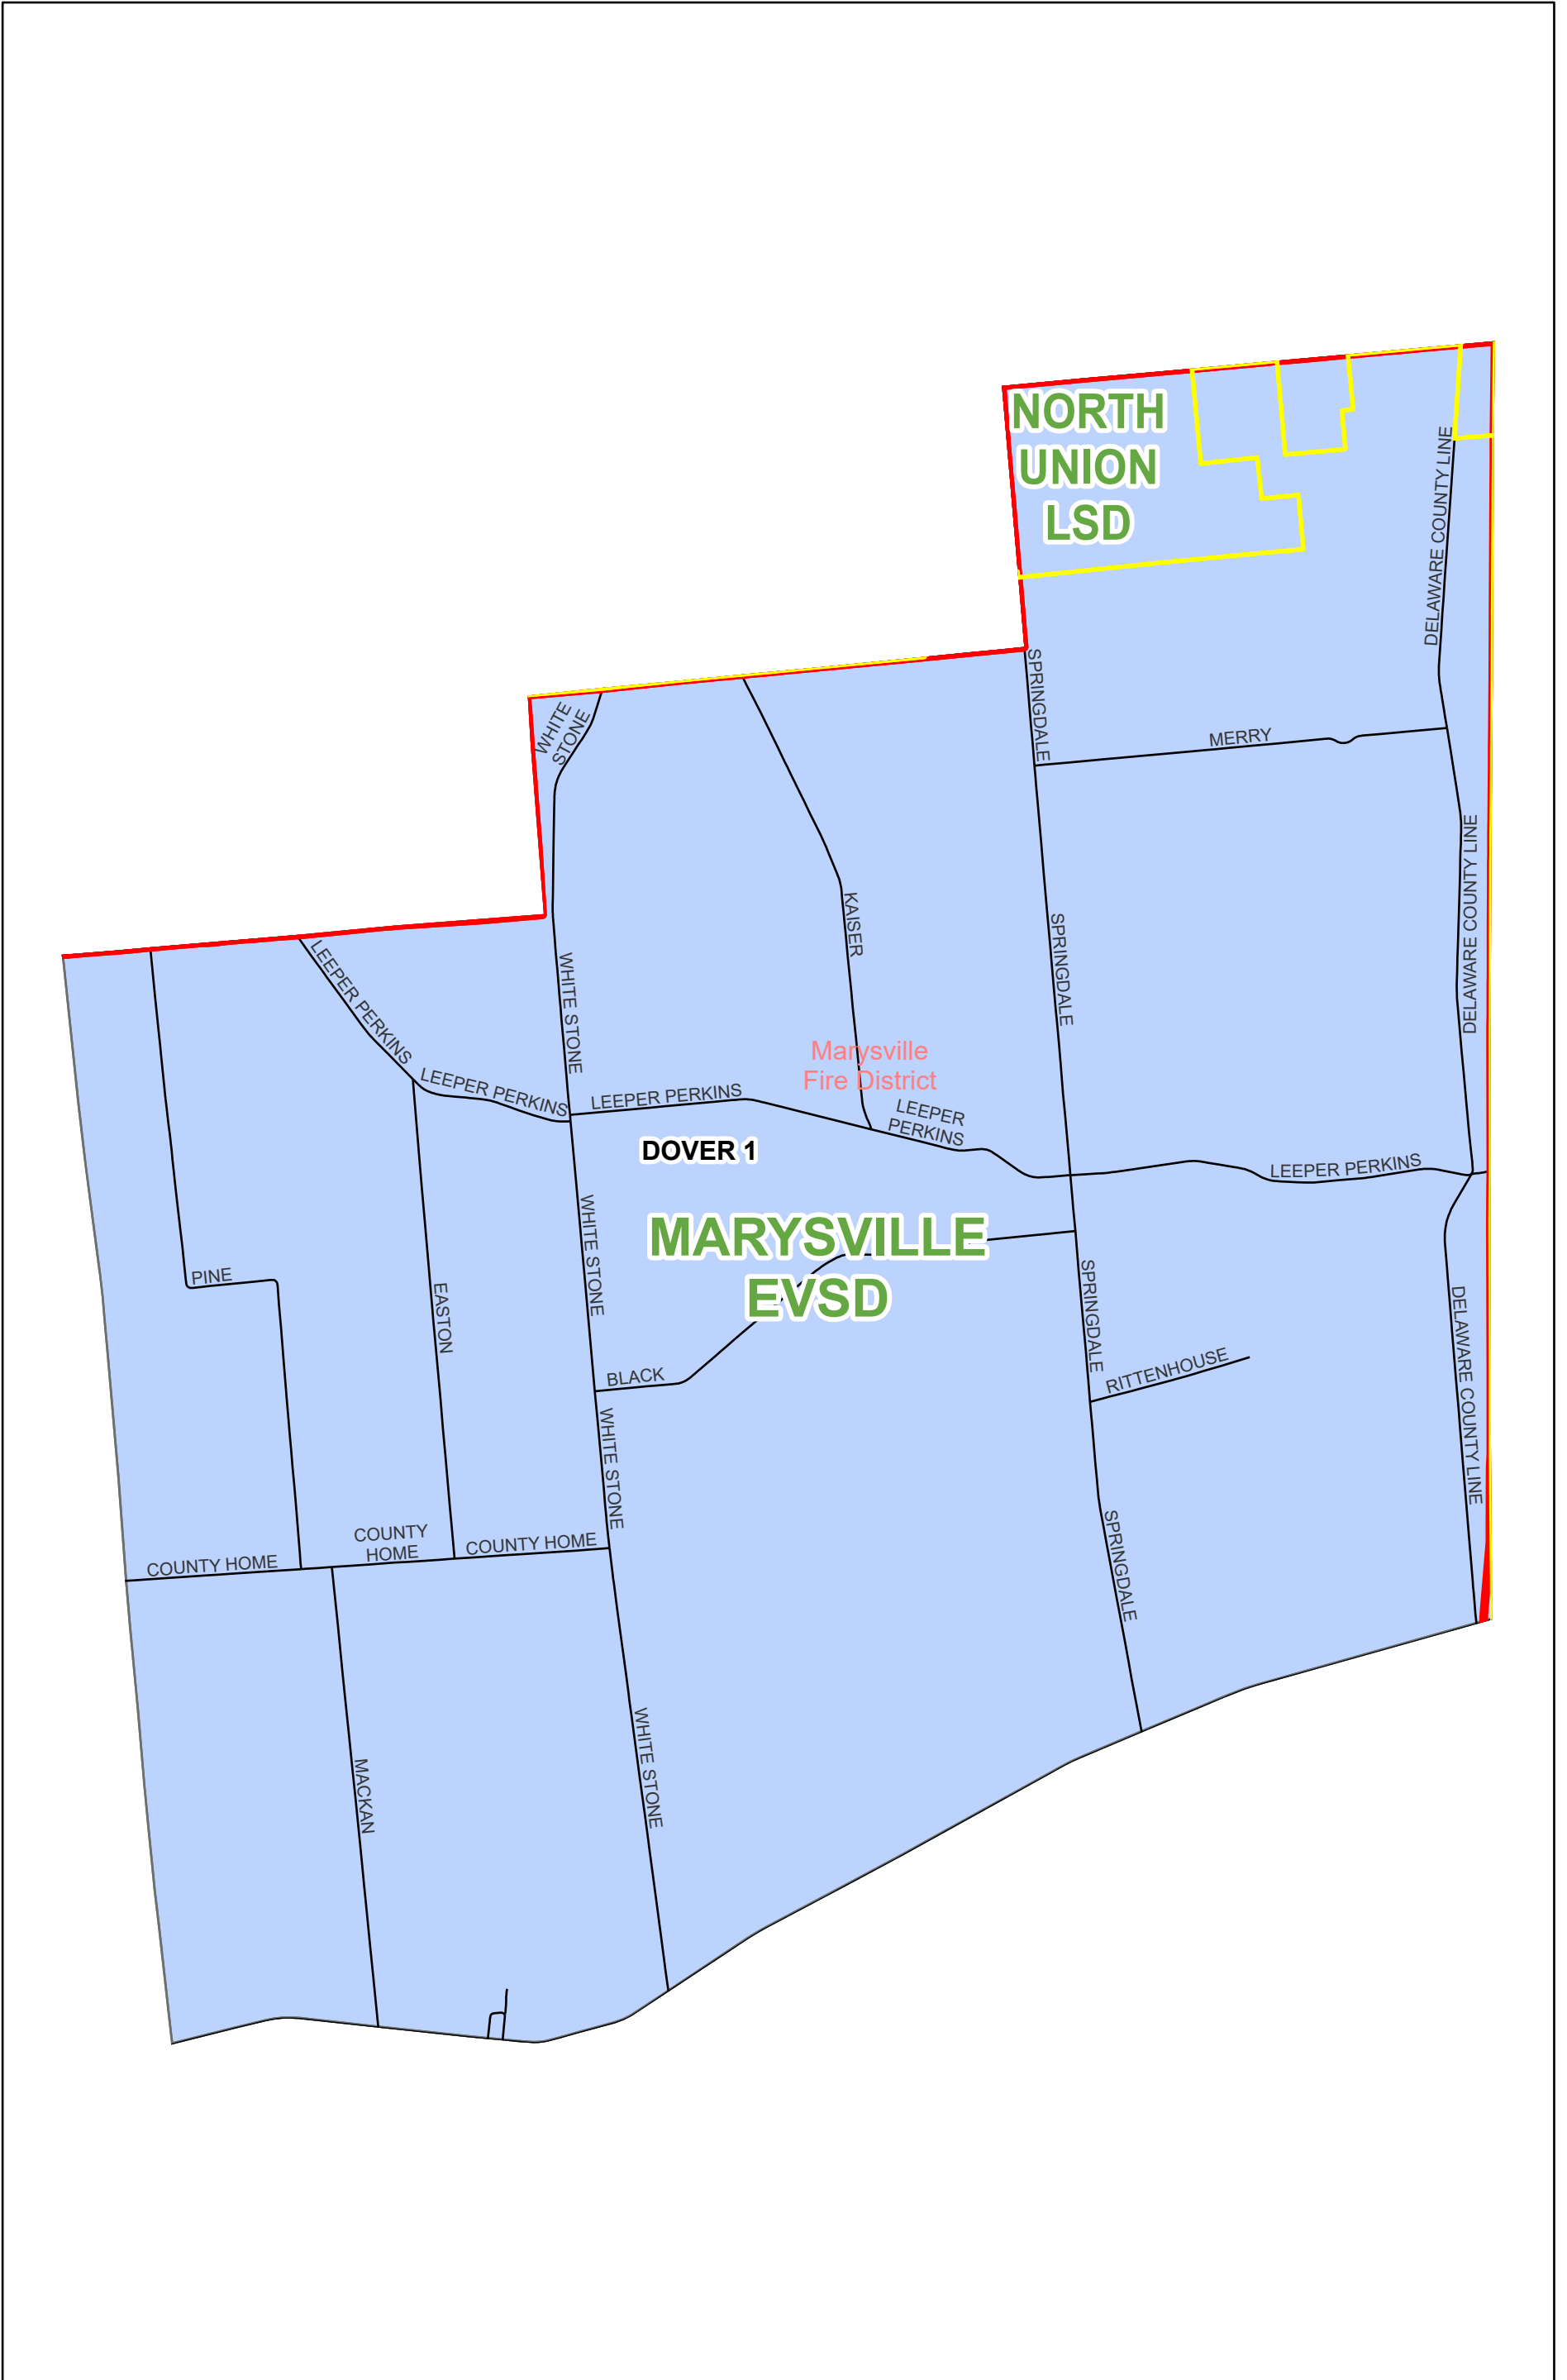 NORTH
UNION
LSD
DELAWARE COUNTY LINE
SPRINGDALE
WHITE
STONE
MERRY
DELAWARE COUNTY LINE
KAISER
SPRINGDALE
LEEPER PERKINS
WHITE STONE
Marysville
Fire District
LEEPER PERKINS
LEEPER PERKINS
LEEPER
PERKINS
DOVER 1
LEEPER PERKINS
WHITE STONE
MARYSVILLE
EVSD
PINE
EASTON
SPRINGDALE
DELAWARE COUNTY LINE
RITTENHOUSE
BLACK
WHITE STONE
COUNTY HOME
COUNTY
HOME
COUNTY HOME
SPRINGDALE
MACKAN
WHITE STONE